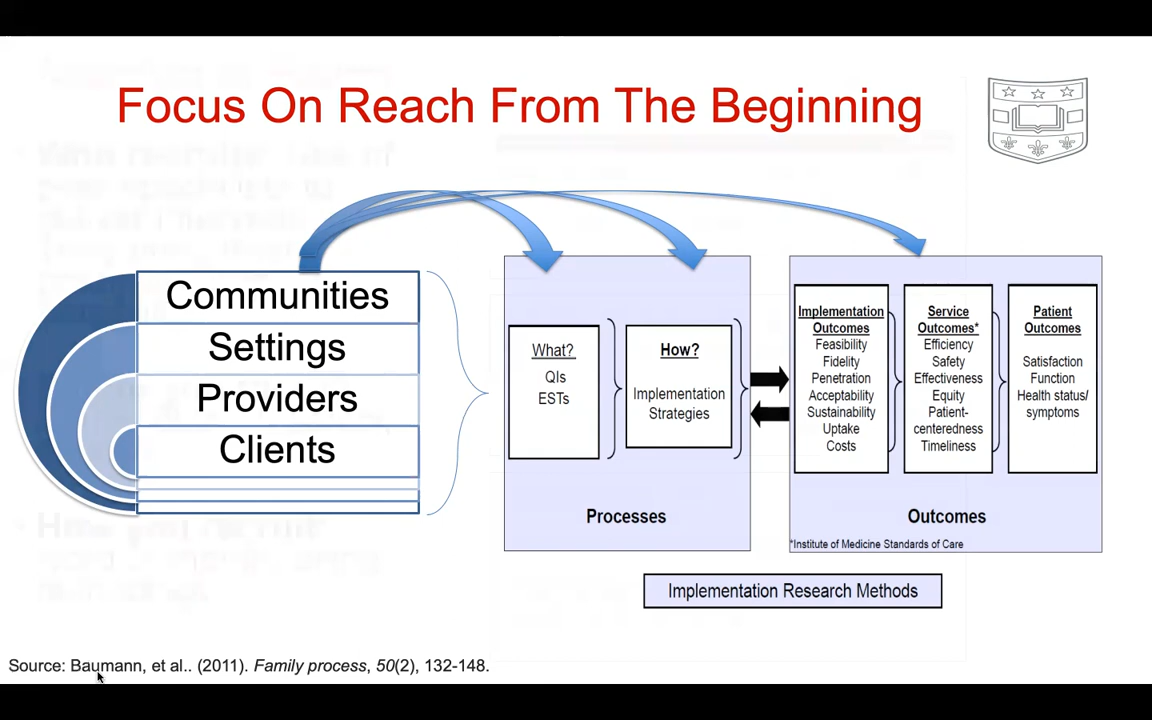 Focus On Reach From The Beginning
Communities
Settings
Providers
Clients
What?
QIs
ESTs
How?
Implementation
Strategies
Processes
Implementation
Outcomes
Feasibility
Fidelity
Penetration
Acceptability
Sustainability
Uptake
Costs
Service
Outcomes*
Efficiency
Safety
Effectiveness
Equity
Patient-
centeredness
Timeliness
Patient
Outcomes
Satisfaction
Function
Health status/
symptoms
Outcomes
*Institute of Medicine Standards of Care
Implementation Research Methods
Source: Baumann, et al.. (2011). Family process, 50(2), 132-148.